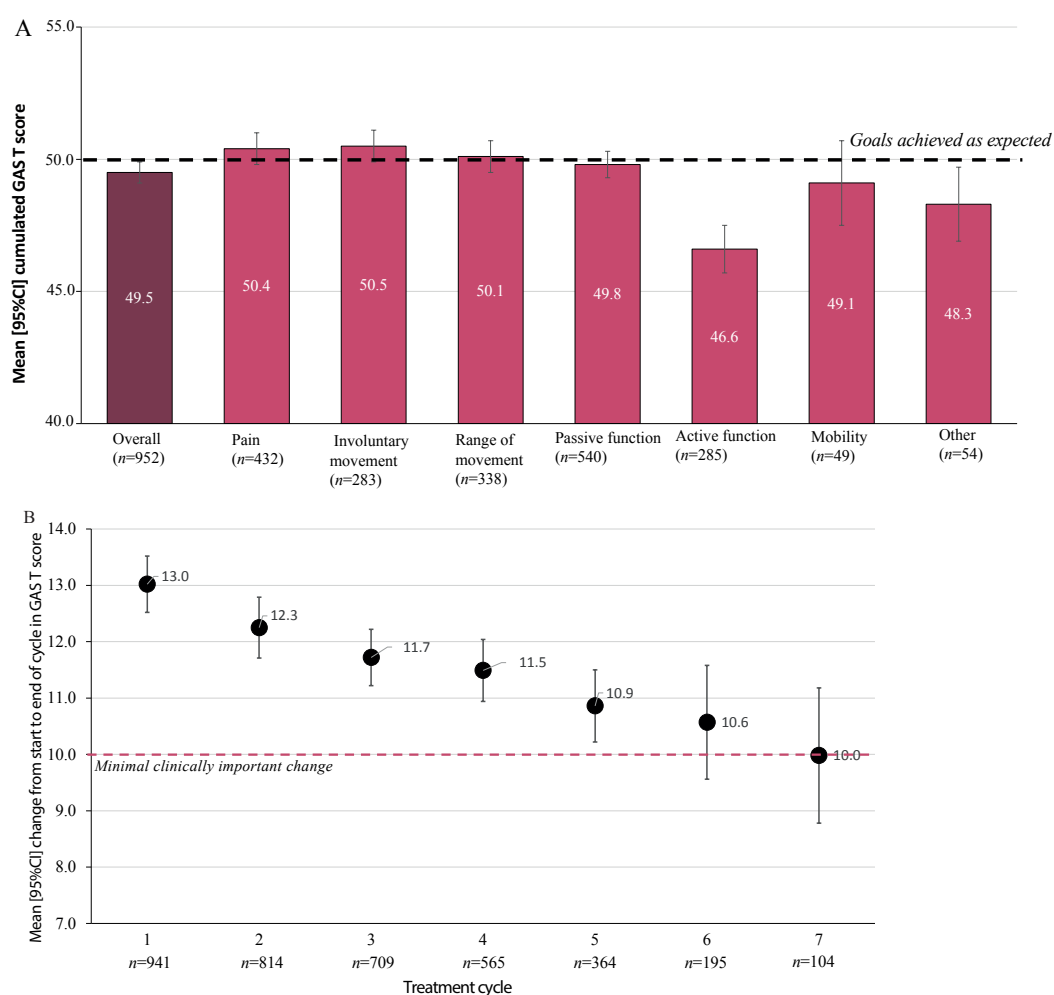 A
Mean [95%CI] cumulated GAS T score
55.0
50.0
45.0
40.0
Goals achieved as expected
49.5
50.4
50.5
50.1
49.8
46.6
49.1
48.3
Overall
(n=952)
Pain
(n=432)
Involuntary
movement
(n=283)
Range of
movement
(n=338)
Passive function
(n=540)
Active function
(n=285)
Mobility
(n=49)
Other
(n=54)
B
Mean [95%CI] change from start to end of cycle in GAS T score
14.0
13.0
12.0
11.0
10.0
9.0
8.0
7.0
13.0
12.3
11.7
11.5
10.9
10.6
10.0
Minimal clinically important change
1 2 3 4 5 6 7
n=941 n=814 n=709 n=565 n=364 n=195 n=104
Treatment cycle